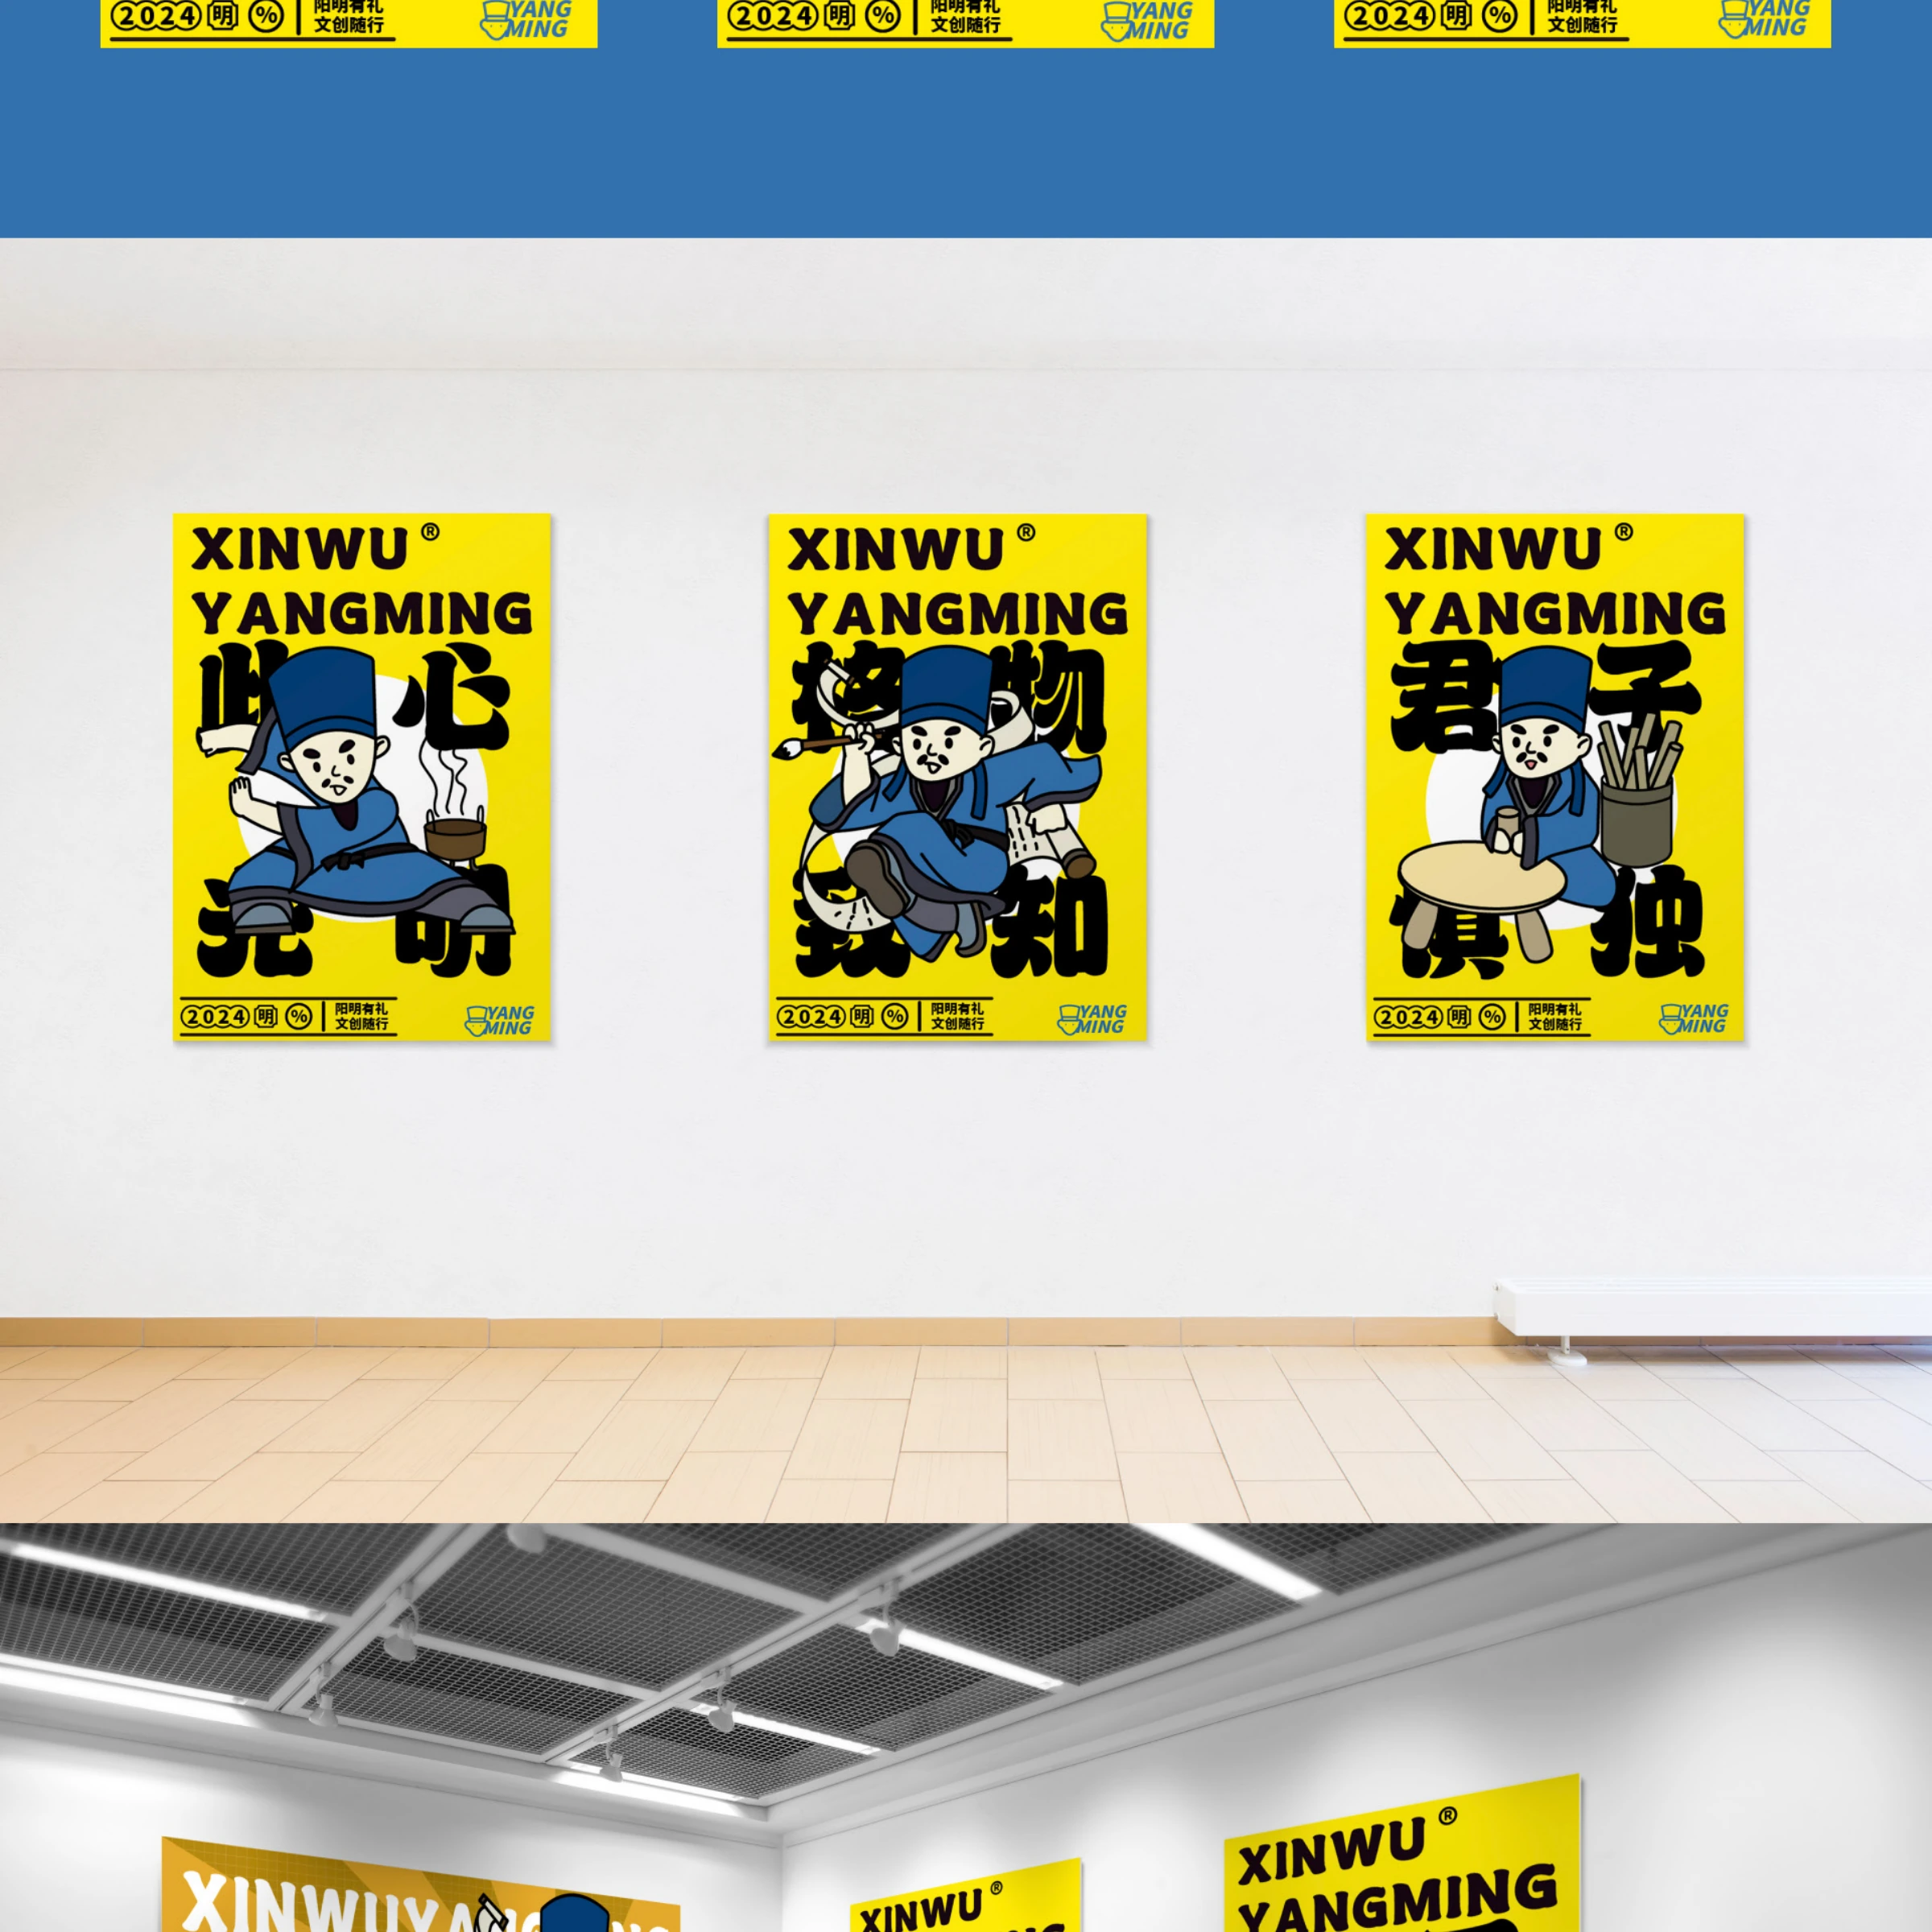 2024 明 % 阳明有礼
文创随行
YANG
MING
2024 明 % 阳明有礼
文创随行
YANG
MING
2024 明 % 阳明有礼
文创随行
YANG
MING
XINWU ®
YANGMING
此心
光明
2024 明 % 阳明有礼
文创随行
YANG
MING
XINWU ®
YANGMING
格物
致知
2024 明 % 阳明有礼
文创随行
YANG
MING
XINWU ®
YANGMING
君子
慎独
2024 明 % 阳明有礼
文创随行
YANG
MING
XINWUYANGMING
XINWU ®
XINWU ®
YANGMING